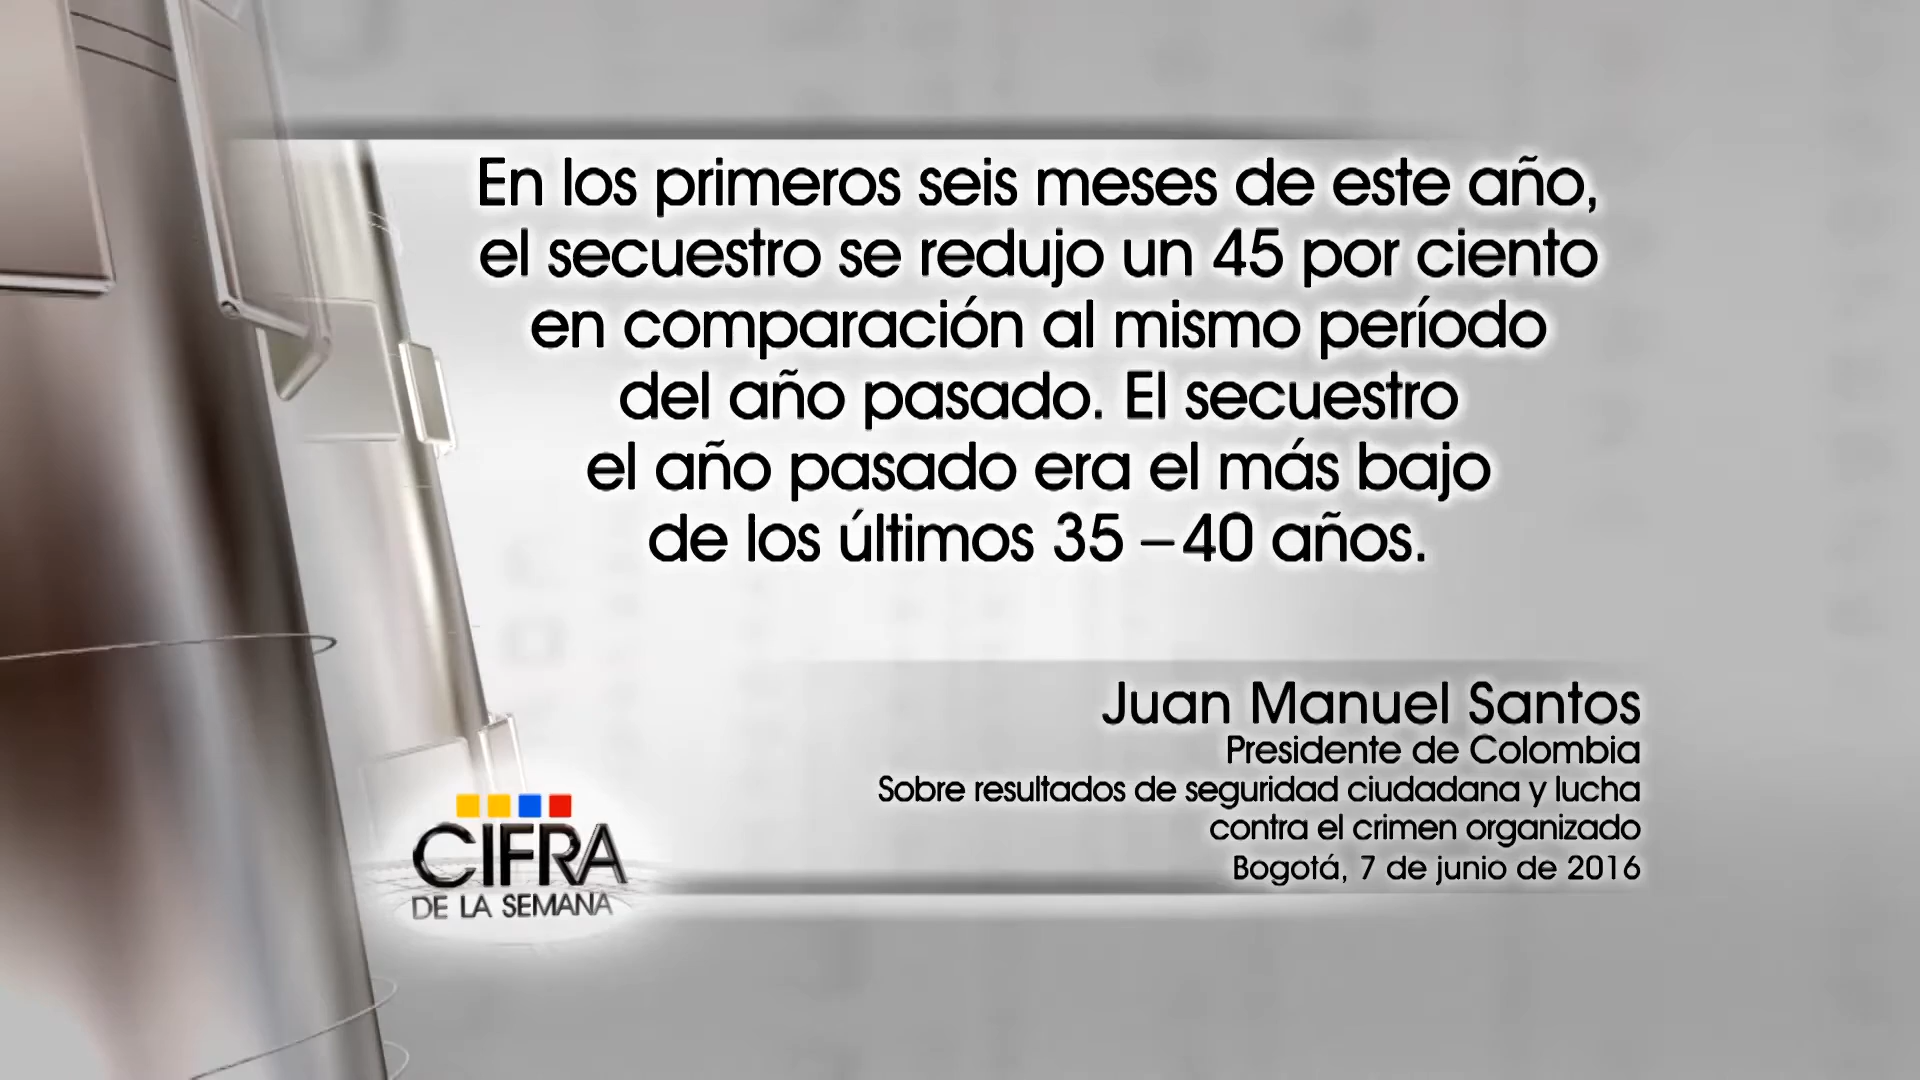 En los primeros seis meses de este año,
el secuestro se redujo un 45 por ciento
en comparación al mismo período
del año pasado. El secuestro
el año pasado era el más bajo
de los últimos 35 – 40 años.
Juan Manuel Santos
Presidente de Colombia
Sobre resultados de seguridad ciudadana y lucha
contra el crimen organizado
Bogotá, 7 de junio de 2016
CIFRA
DE LA SEMANA